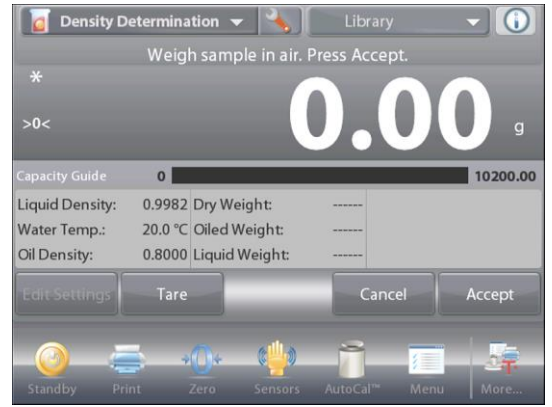 Density Determination Library
Weigh sample in air. Press Accept.
*
>0< 0.00 g
Capacity Guide 0 10200.00
Liquid Density: 0.9982 Dry Weight: ------
Water Temp.: 20.0 °C Oiled Weight: ------
Oil Density: 0.8000 Liquid Weight: ------
Edit Settings Tare Cancel Accept
Standby Print Zero Sensors AutoCal™ Menu More...